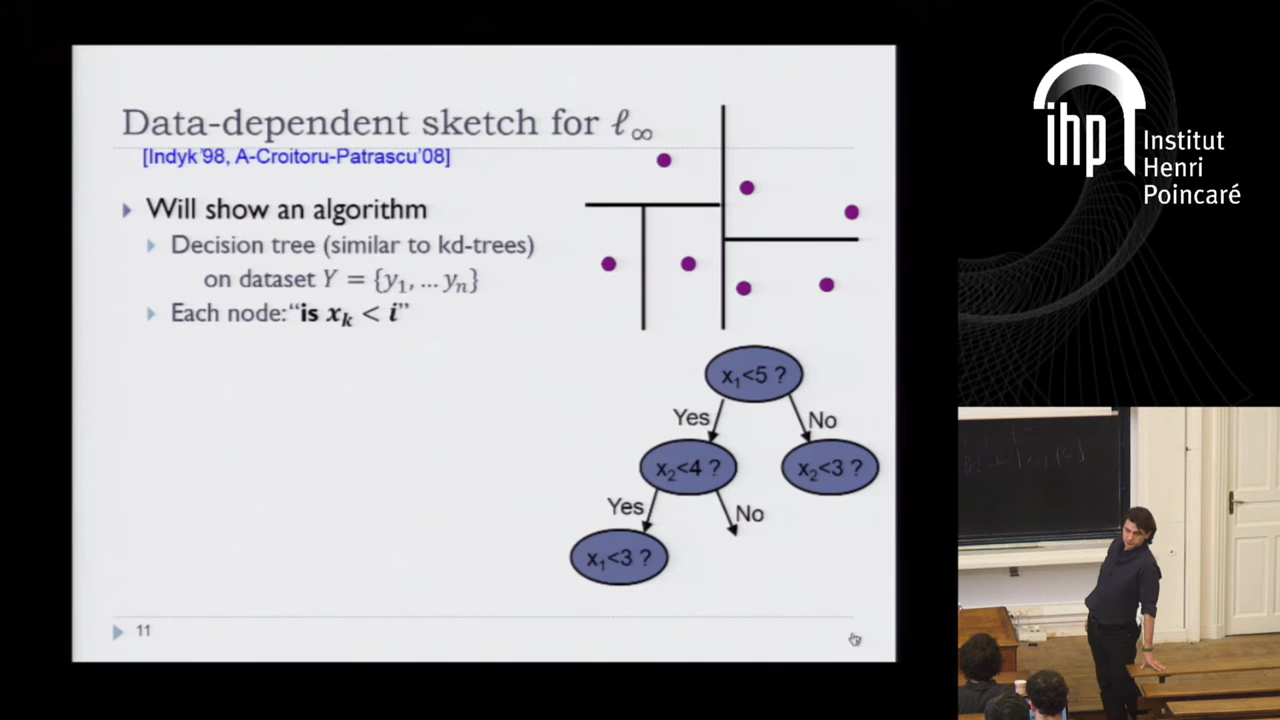 Data-dependent sketch for ℓ∞
[Indyk'98, A-Croitoru-Patrascu'08]
Will show an algorithm
Decision tree (similar to kd-trees)
on dataset Y = {y₁, … yₙ}
Each node:"is xₖ < i"
x₁<5 ?
Yes
No
x₂<4 ?
x₂<3 ?
Yes
No
x₁<3 ?
11
ihp
Institut
Henri
Poincaré